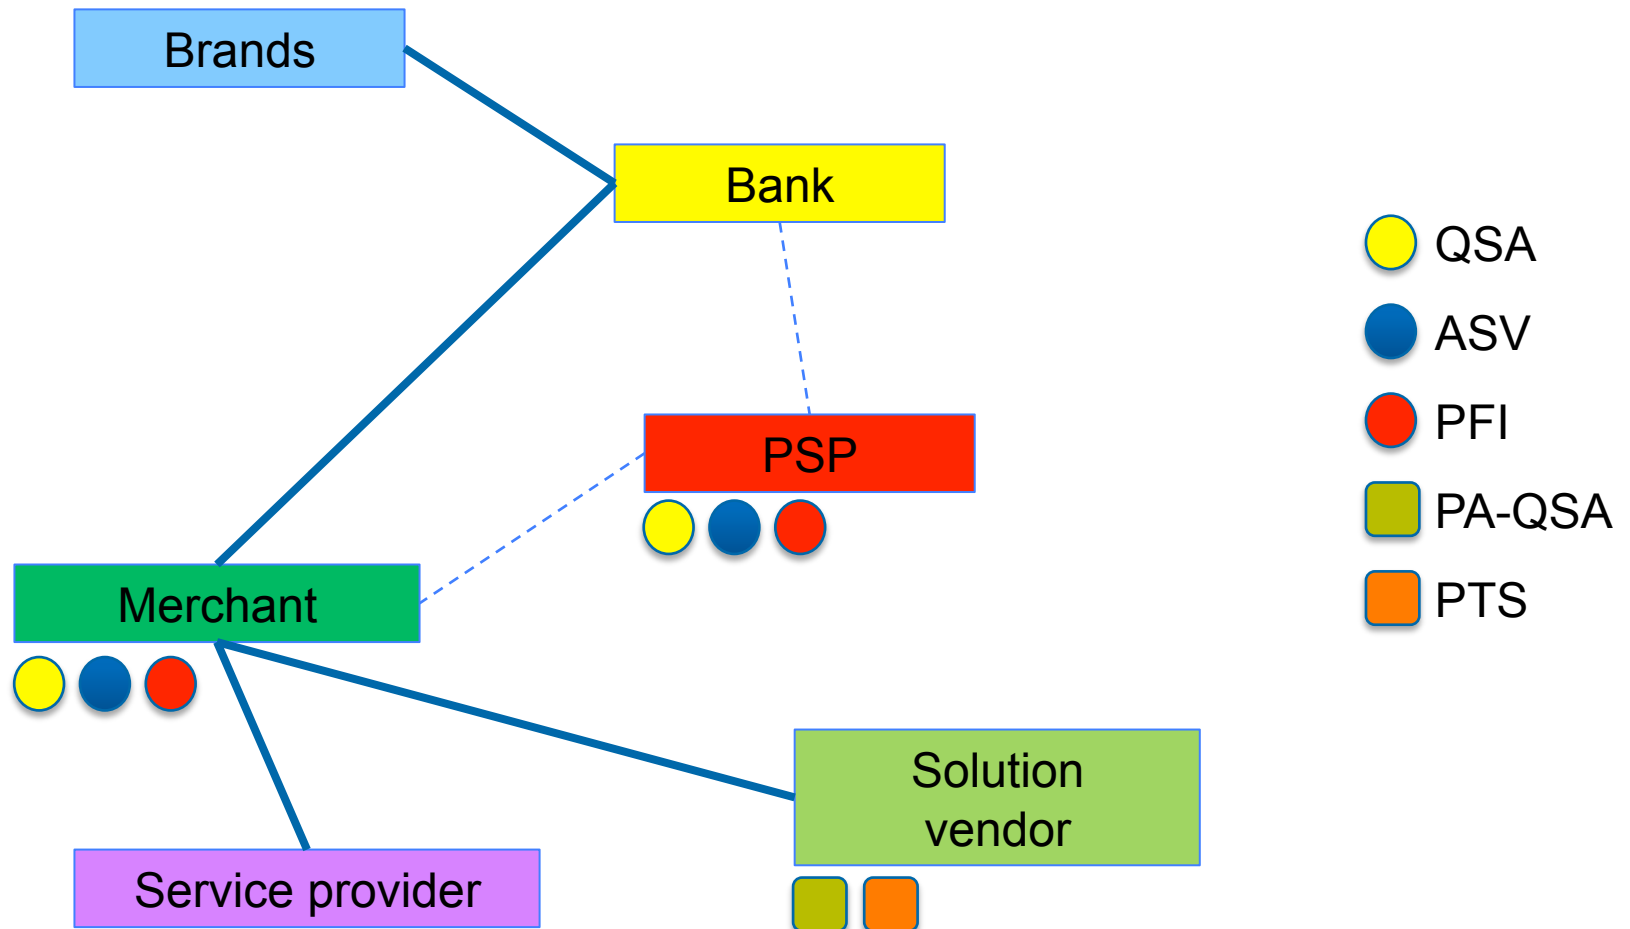 Brands
Bank
QSA
ASV
PFI
PSP
PA-QSA
Merchant
PTS
Solution
vendor
Service provider